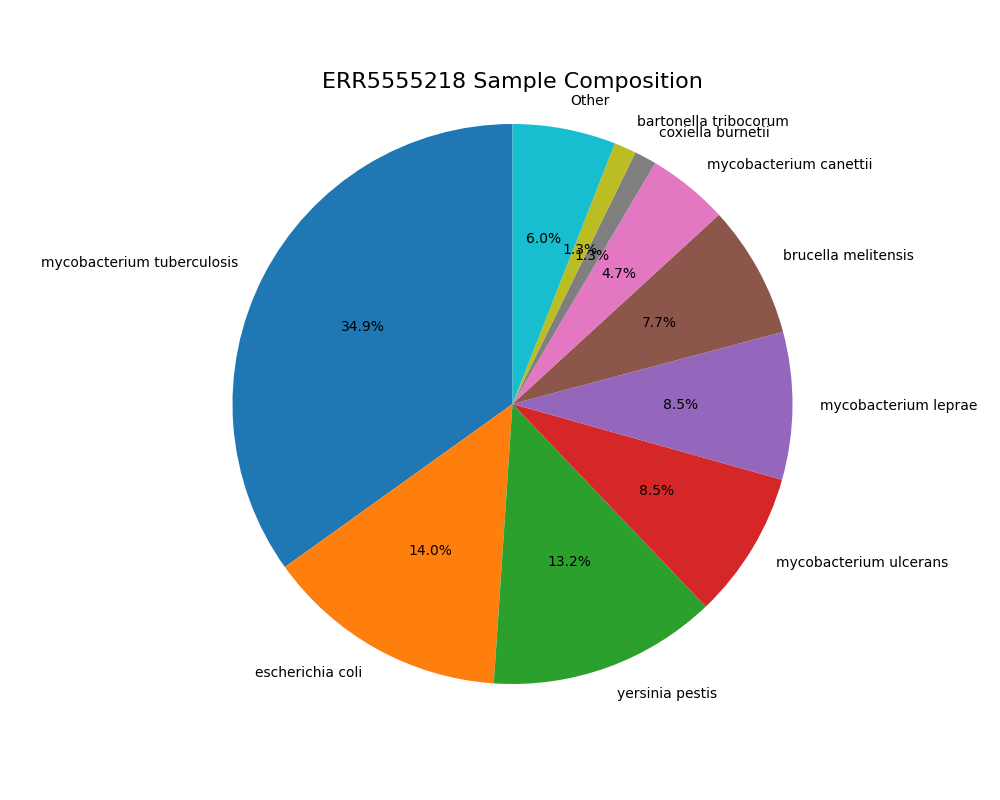 ERR5555218 Sample Composition
Other
bartonella tribocorum
coxiella burnetii
mycobacterium canettii
brucella melitensis
mycobacterium tuberculosis
mycobacterium leprae
mycobacterium ulcerans
escherichia coli
yersinia pestis
6.0%
1.3%
1.3%
4.7%
7.7%
34.9%
8.5%
8.5%
14.0%
13.2%